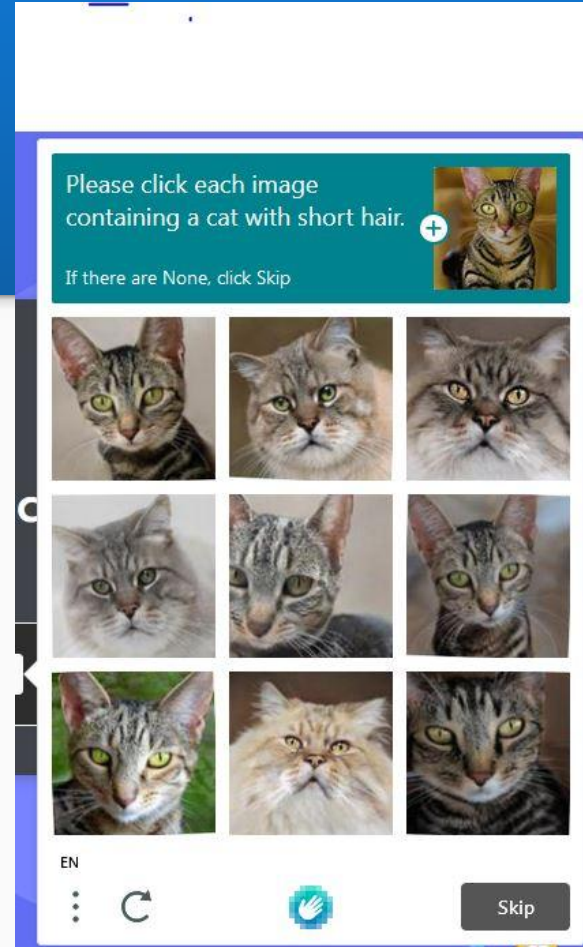 Please click each image
containing a cat with short hair.
If there are None, click Skip
EN
Skip